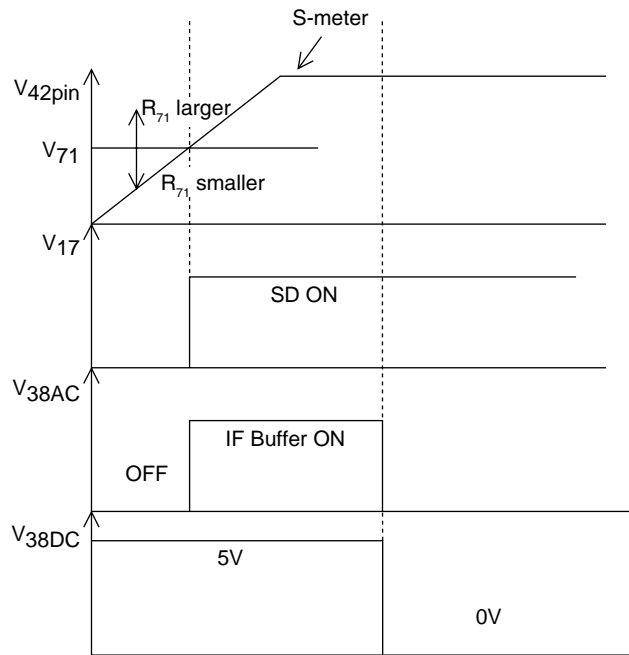 S-meter
V42pin
R71 larger
V71
R71 smaller
V17
SD ON
V38AC
IF Buffer ON
OFF
V38DC
5V
0V